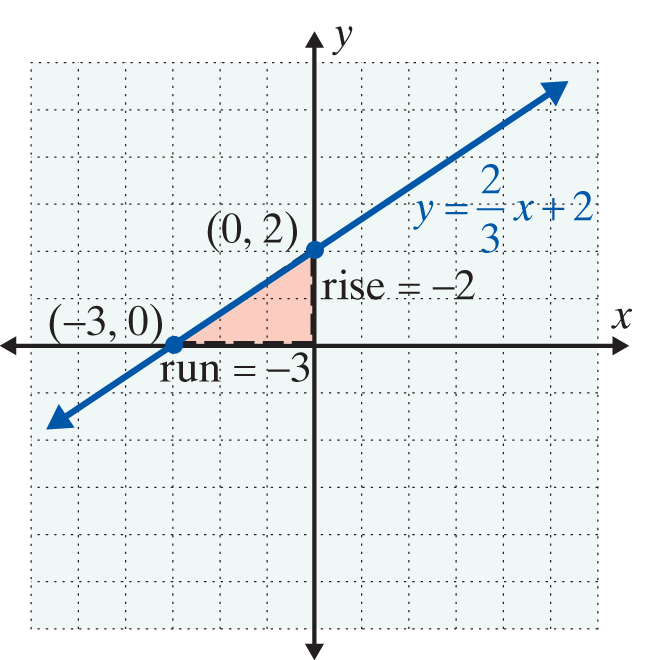 y
y = 2/3 x + 2
(0, 2)
rise = –2
(–3, 0)
x
run = –3